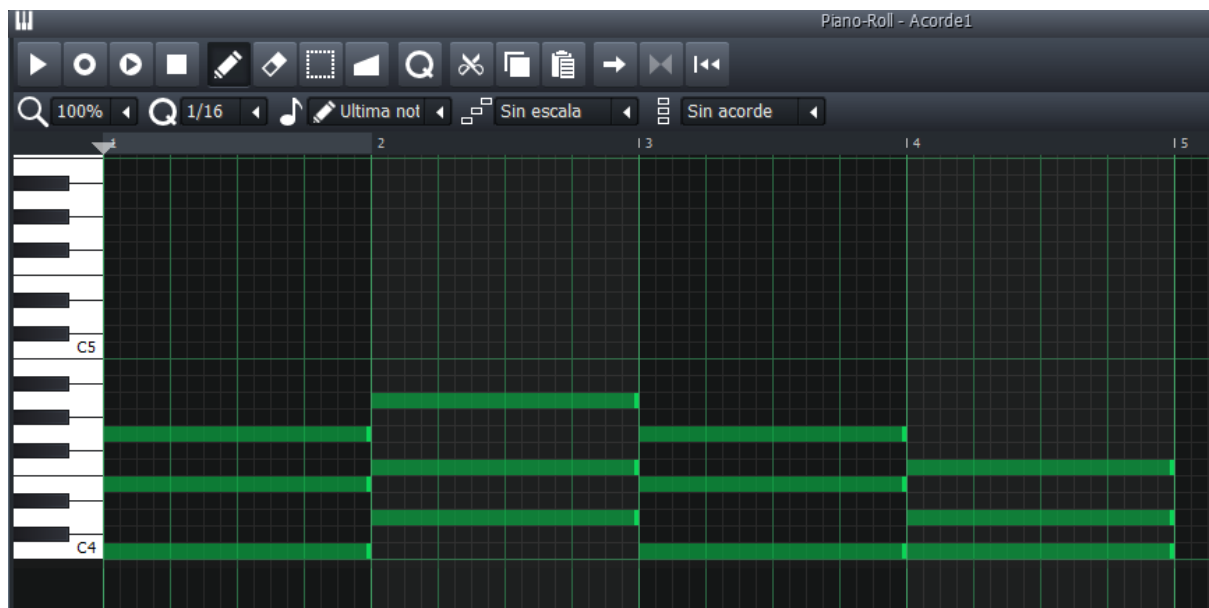 Piano-Roll - Acorde1
100% 1/16 Ultima not Sin escala Sin acorde
1 2 3 4 5
C5
C4